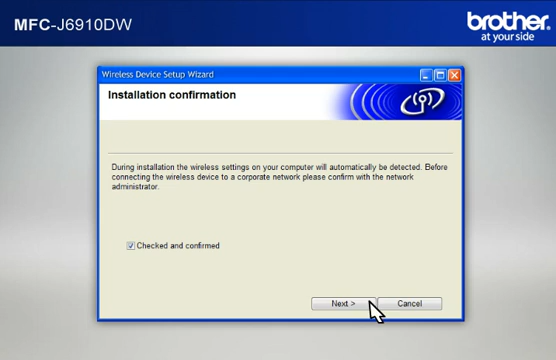 MFC-J6910DW
brother
at your side
Wireless Device Setup Wizard
Installation confirmation
During installation the wireless settings on your computer will automatically be detected. Before
connecting the wireless device to a corporate network please confirm with the network
administrator.
Checked and confirmed
Next >
Cancel